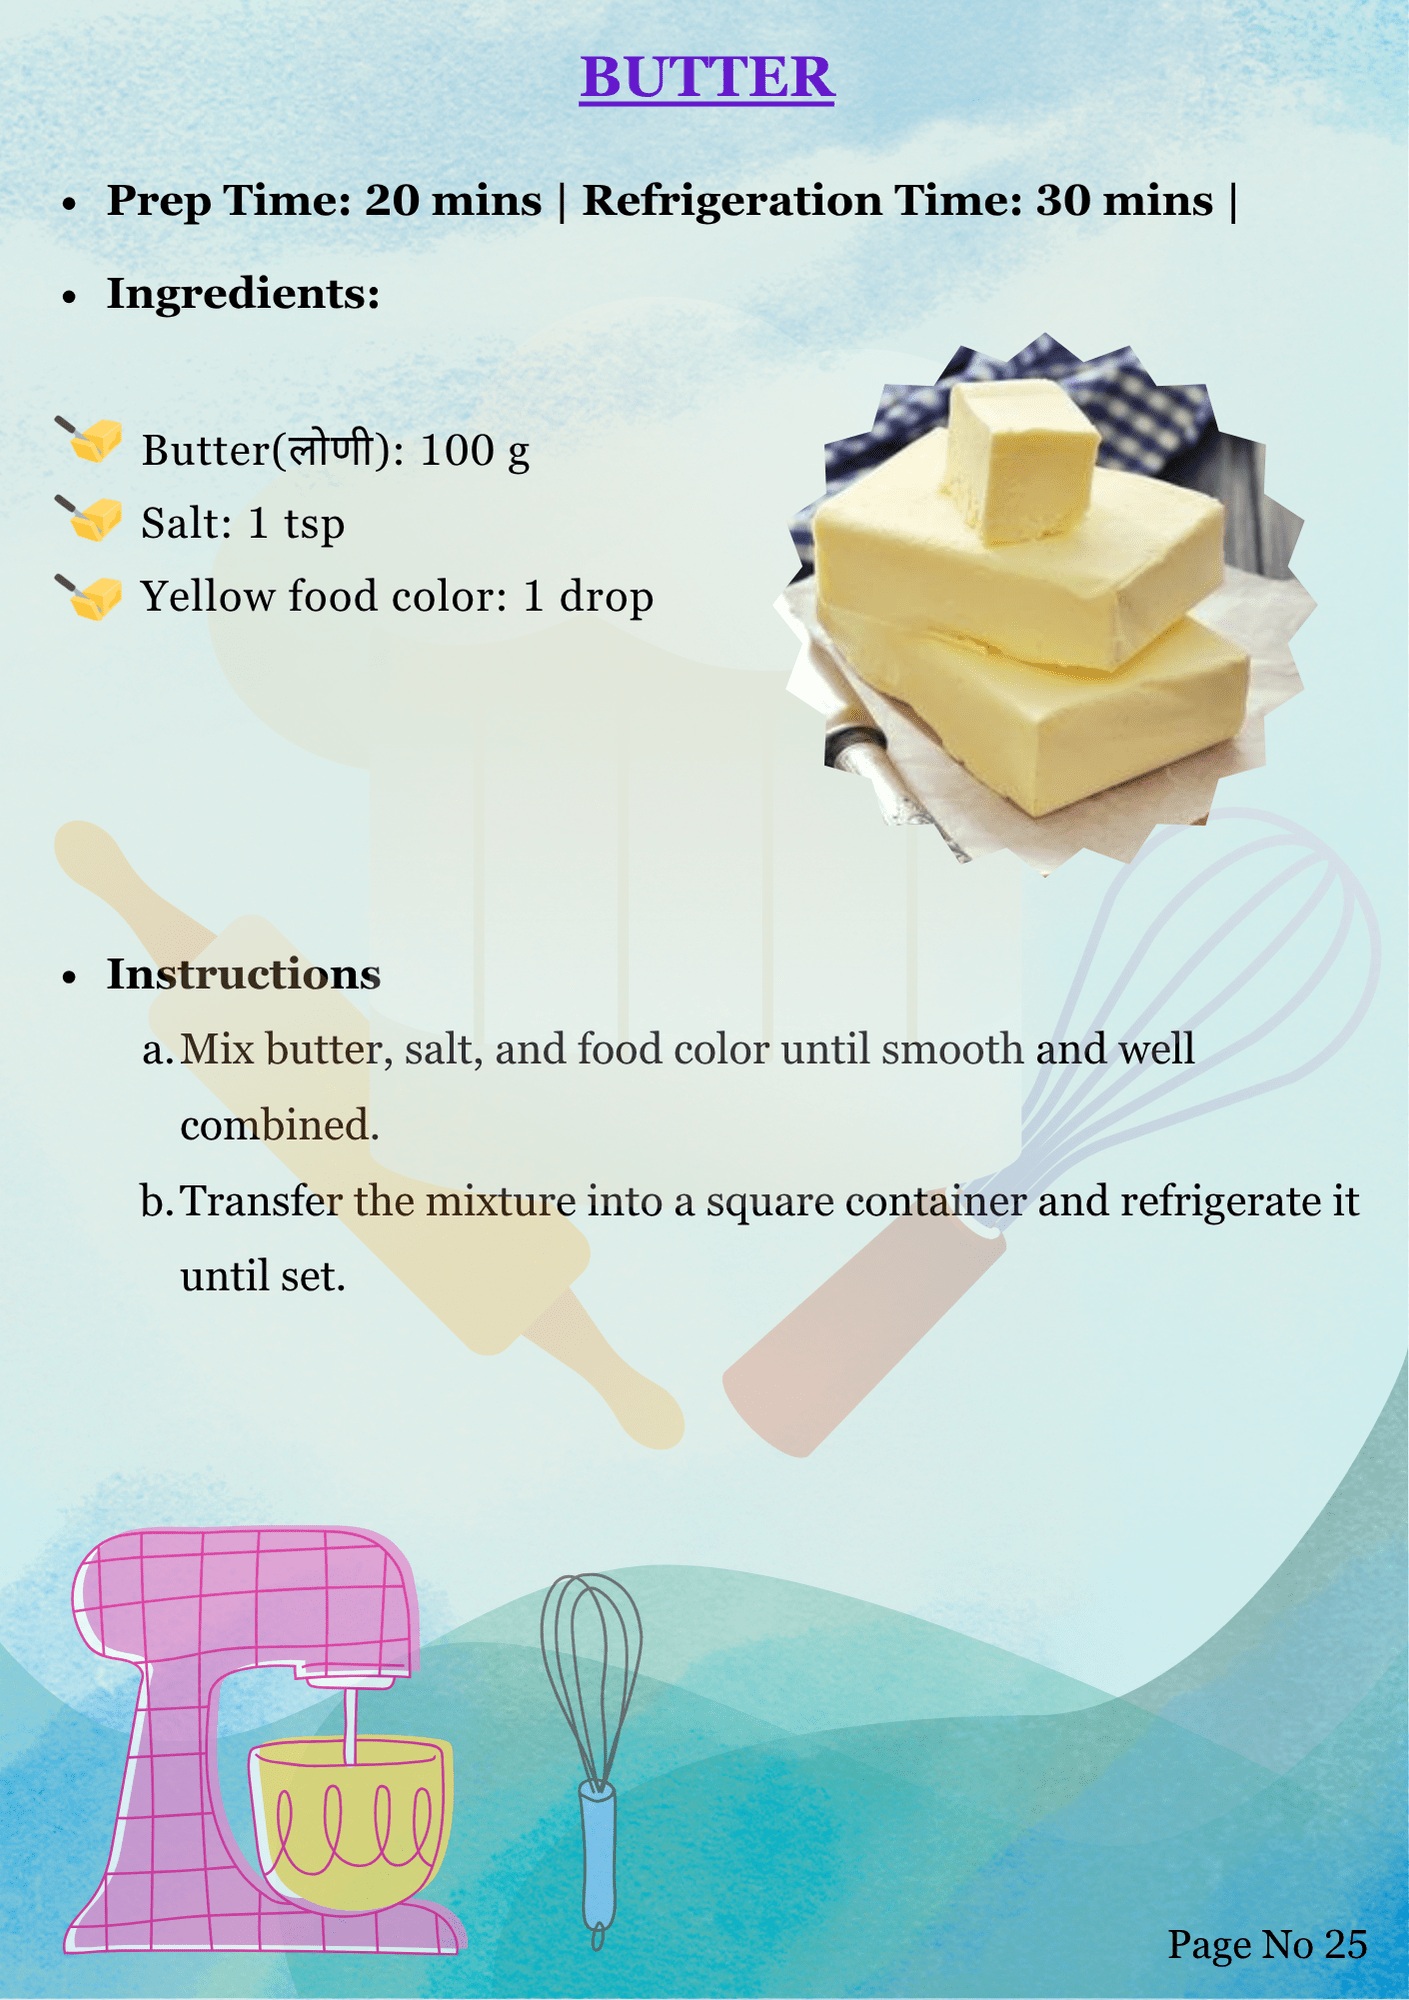 BUTTER
• Prep Time: 20 mins | Refrigeration Time: 30 mins |
• Ingredients:
Butter(लोणी): 100 g
Salt: 1 tsp
Yellow food color: 1 drop
• Instructions
a. Mix butter, salt, and food color until smooth and well
combined.
b. Transfer the mixture into a square container and refrigerate it
until set.
Page No 25